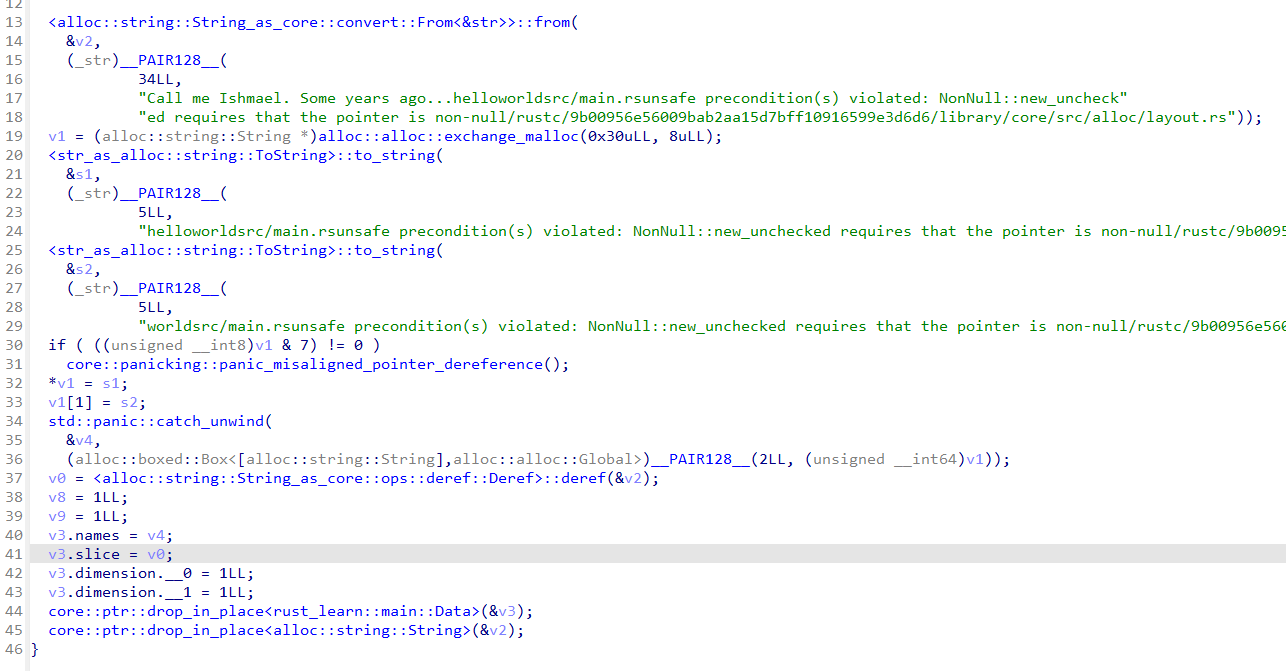 12
13 <alloc::string::String_as_core::convert::From<&str>>::from(
14 &v2,
15 (_str)__PAIR128__(
16 34LL,
17 "Call me Ishmael. Some years ago...helloworldsrc/main.rsunsafe precondition(s) violated: NonNull::new_uncheck"
18 "ed requires that the pointer is non-null/rustc/9b00956e56009bab2aa15d7bff10916599e3d6d6/library/core/src/alloc/layout.rs"));
19 v1 = (alloc::string::String *)alloc::alloc::exchange_malloc(0x30uLL, 8uLL);
20 <str_as_alloc::string::ToString>::to_string(
21 &s1,
22 (_str)__PAIR128__(
23 5LL,
24 "helloworldsrc/main.rsunsafe precondition(s) violated: NonNull::new_unchecked requires that the pointer is non-null/rustc/9b0095
25 <str_as_alloc::string::ToString>::to_string(
26 &s2,
27 (_str)__PAIR128__(
28 5LL,
29 "worldsrc/main.rsunsafe precondition(s) violated: NonNull::new_unchecked requires that the pointer is non-null/rustc/9b00956e560
30 if ( ((unsigned __int8)v1 & 7) != 0 )
31 core::panicking::panic_misaligned_pointer_dereference();
32 *v1 = s1;
33 v1[1] = s2;
34 std::panic::catch_unwind(
35 &v4,
36 (alloc::boxed::Box<[alloc::string::String],alloc::alloc::Global>)__PAIR128__(2LL, (unsigned __int64)v1));
37 v0 = <alloc::string::String_as_core::ops::deref::Deref>::deref(&v2);
38 v8 = 1LL;
39 v9 = 1LL;
40 v3.names = v4;
41 v3.slice = v0;
42 v3.dimension.__0 = 1LL;
43 v3.dimension.__1 = 1LL;
44 core::ptr::drop_in_place<rust_learn::main::Data>(&v3);
45 core::ptr::drop_in_place<alloc::string::String>(&v2);
46 }